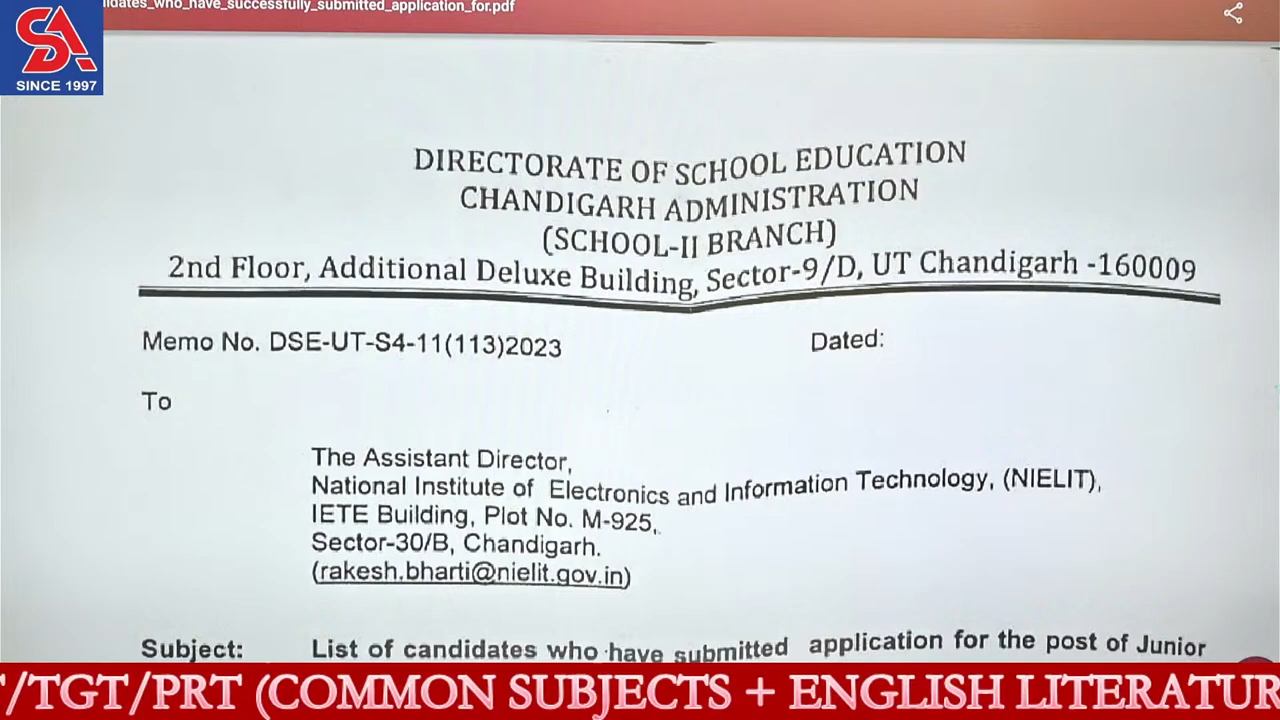 idates_who_have_successfully_submitted_application_for.pdf
SA
SINCE 1997
DIRECTORATE OF SCHOOL EDUCATION
CHANDIGARH ADMINISTRATION
(SCHOOL-II BRANCH)
2nd Floor, Additional Deluxe Building, Sector-9/D, UT Chandigarh -160009
Memo No. DSE-UT-S4-11(113)2023 Dated:
To
The Assistant Director,
National Institute of Electronics and Information Technology, (NIELIT),
IETE Building, Plot No. M-925,
Sector-30/B, Chandigarh.
(rakesh.bharti@nielit.gov.in)
Subject: List of candidates who have submitted application for the post of Junior
/TGT/PRT (COMMON SUBJECTS + ENGLISH LITERATUR